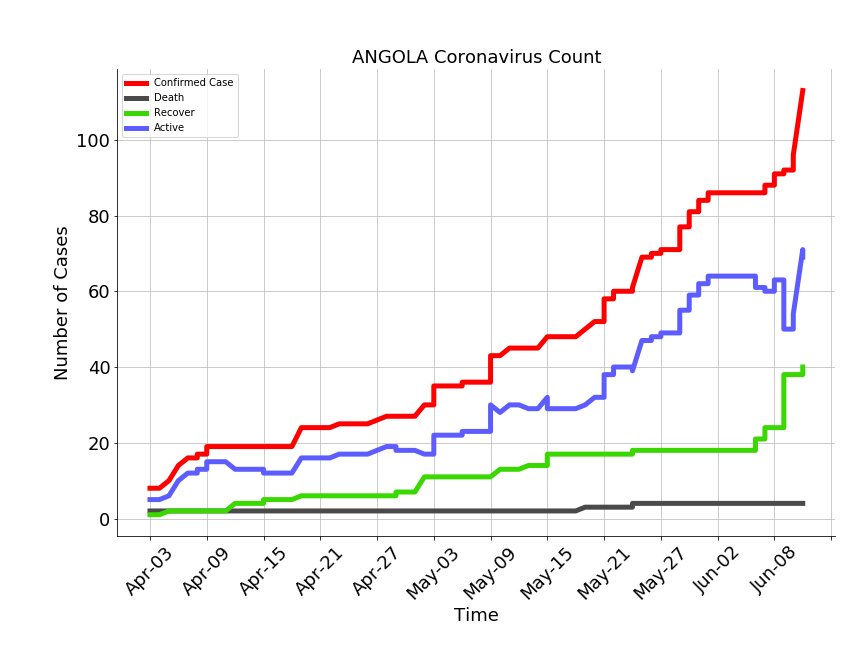 ANGOLA Coronavirus Count
Confirmed Case
Death
Recover
Active
Number of Cases
100
80
60
40
20
0
Apr-03
Apr-09
Apr-15
Apr-21
Apr-27
May-03
May-09
May-15
May-21
May-27
Jun-02
Jun-08
Time